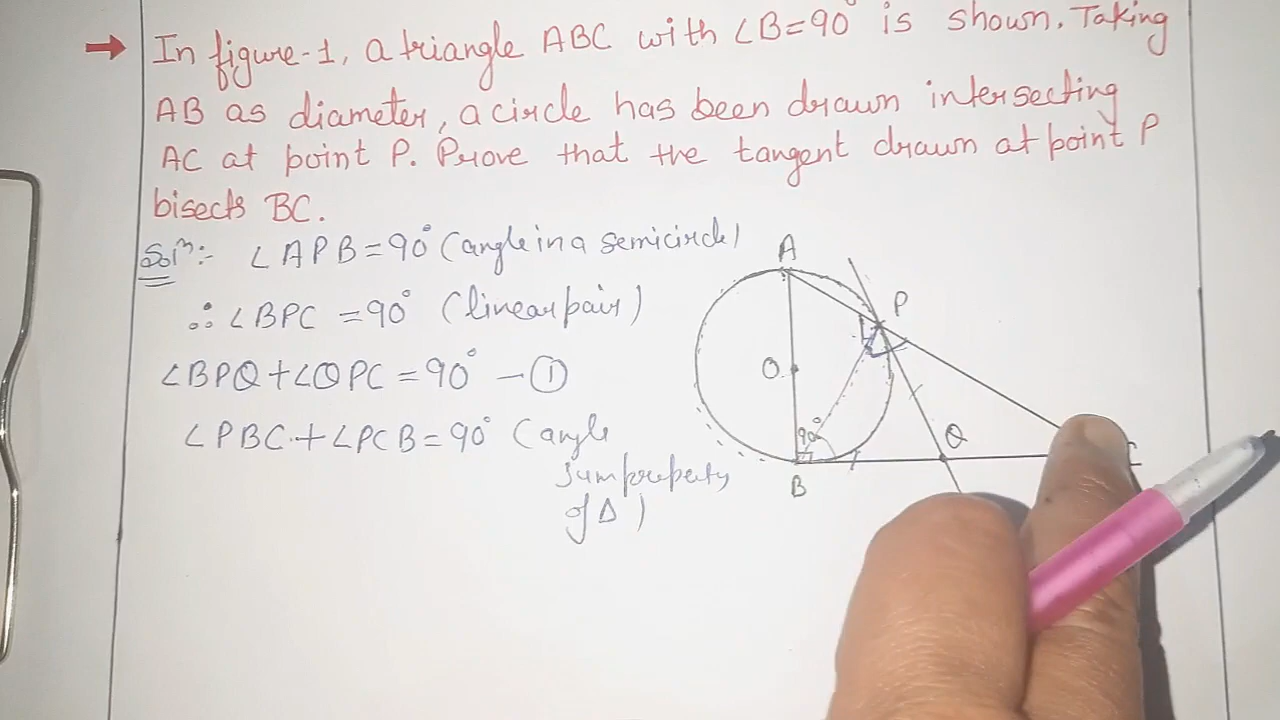 → In figure-1, a triangle ABC with ∠B=90° is shown. Taking
AB as diameter, a circle has been drawn intersecting
AC at point P. Prove that the tangent drawn at point P
bisects BC.
Solⁿ:- ∠APB=90° (angle in a semicircle)
∴ ∠BPC =90° (linear pair)
∠BPQ+∠QPC =90° —①
∠PBC+∠PCB=90° (angle
sum property
of Δ)
A
P
O
90°
Q
B